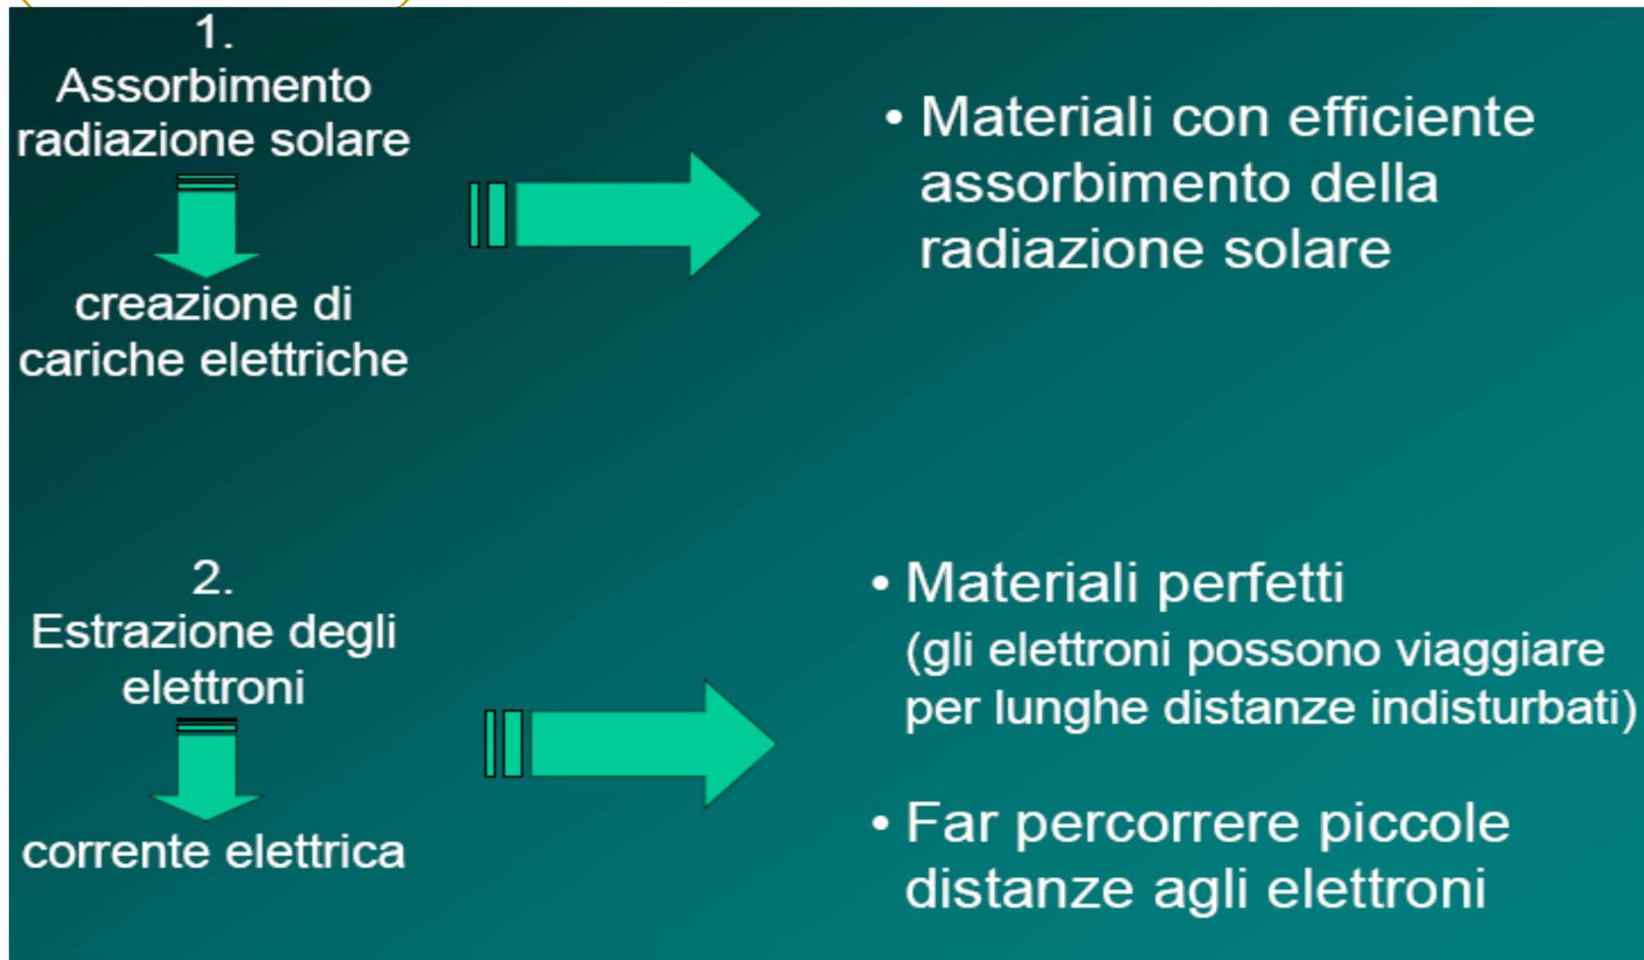 1.
Assorbimento
radiazione solare
creazione di
cariche elettriche
• Materiali con efficiente
assorbimento della
radiazione solare
2.
Estrazione degli
elettroni
corrente elettrica
• Materiali perfetti
(gli elettroni possono viaggiare
per lunghe distanze indisturbati)
• Far percorrere piccole
distanze agli elettroni